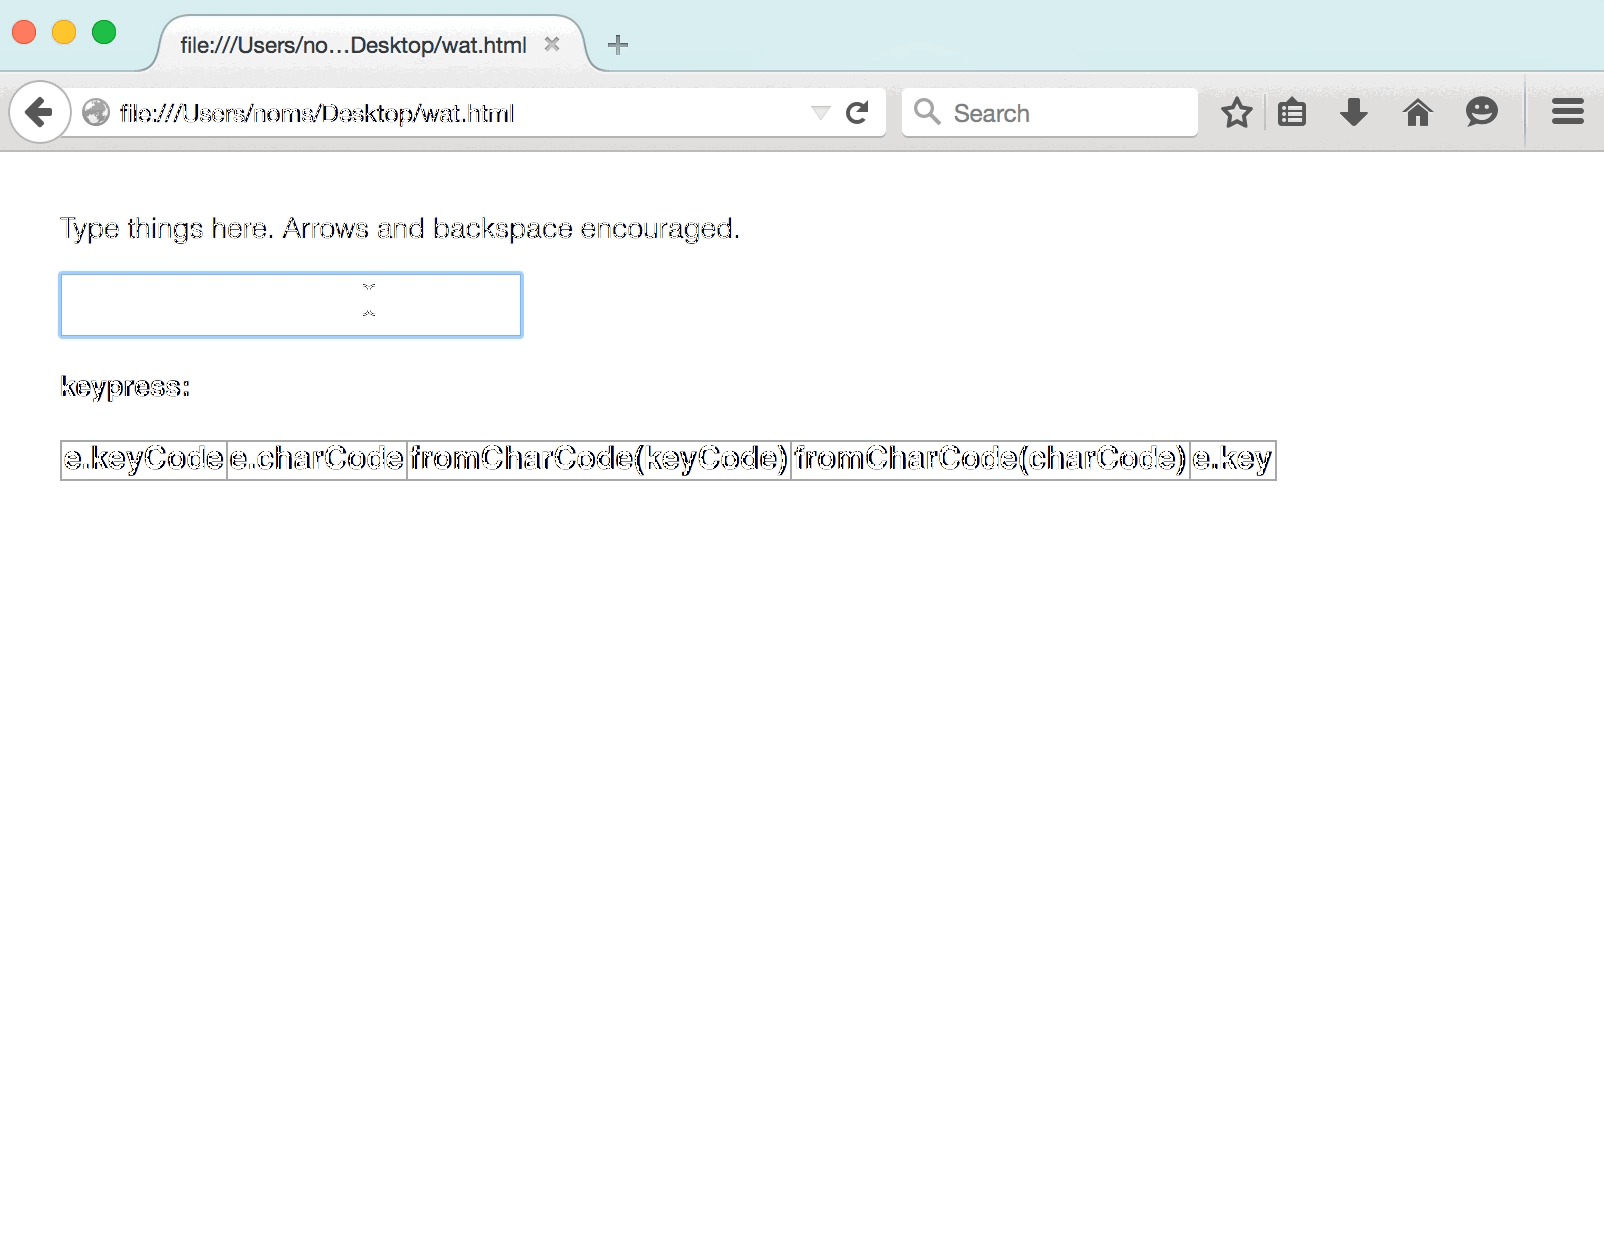 file:///Users/no...Desktop/wat.html
file:///Users/noms/Desktop/wat.html
Search
Type things here. Arrows and backspace encouraged.
keypress:
e.keyCode e.charCode fromCharCode(keyCode) fromCharCode(charCode) e.key